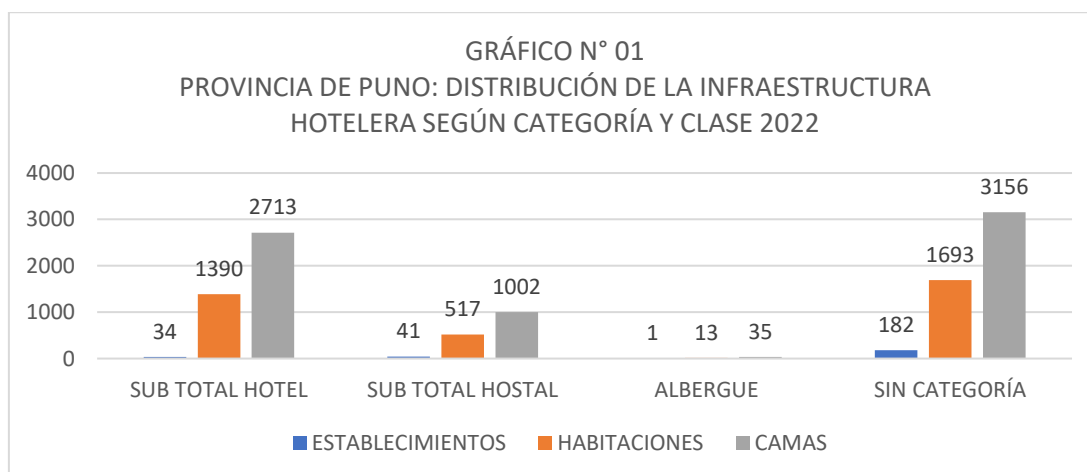 GRÁFICO N° 01
PROVINCIA DE PUNO: DISTRIBUCIÓN DE LA INFRAESTRUCTURA
HOTELERA SEGÚN CATEGORÍA Y CLASE 2022
4000
3000
2000
1000
0
34
1390
2713
41
517
1002
1
13
35
182
1693
3156
SUB TOTAL HOTEL
SUB TOTAL HOSTAL
ALBERGUE
SIN CATEGORÍA
ESTABLECIMIENTOS
HABITACIONES
CAMAS